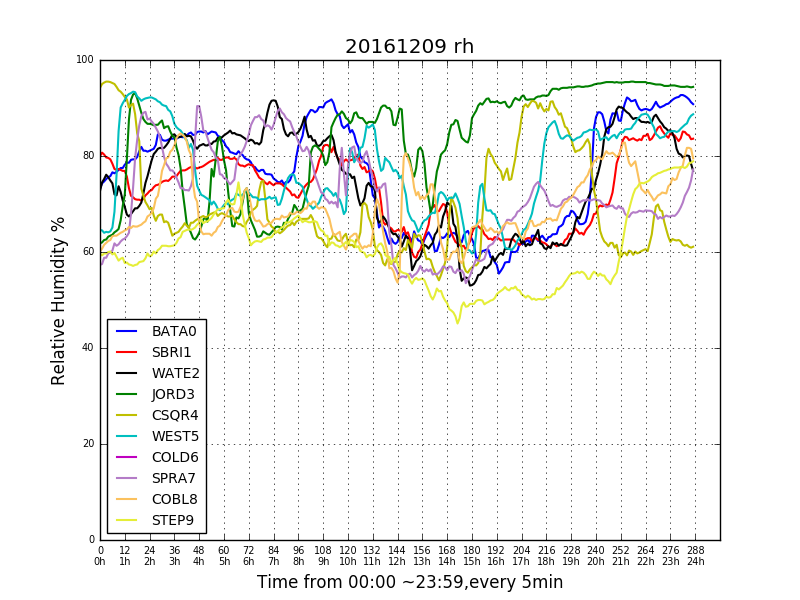 20161209 rh
Relative Humidity %
100
80
60
40
20
0
BATA0
SBRI1
WATE2
JORD3
CSQR4
WEST5
COLD6
SPRA7
COBL8
STEP9
0 12 24 36 48 60 72 84 96 108 120 132 144 156 168 180 192 204 216 228 240 252 264 276 288
0h 1h 2h 3h 4h 5h 6h 7h 8h 9h 10h 11h 12h 13h 14h 15h 16h 17h 18h 19h 20h 21h 22h 23h 24h
Time from 00:00 ~23:59,every 5min